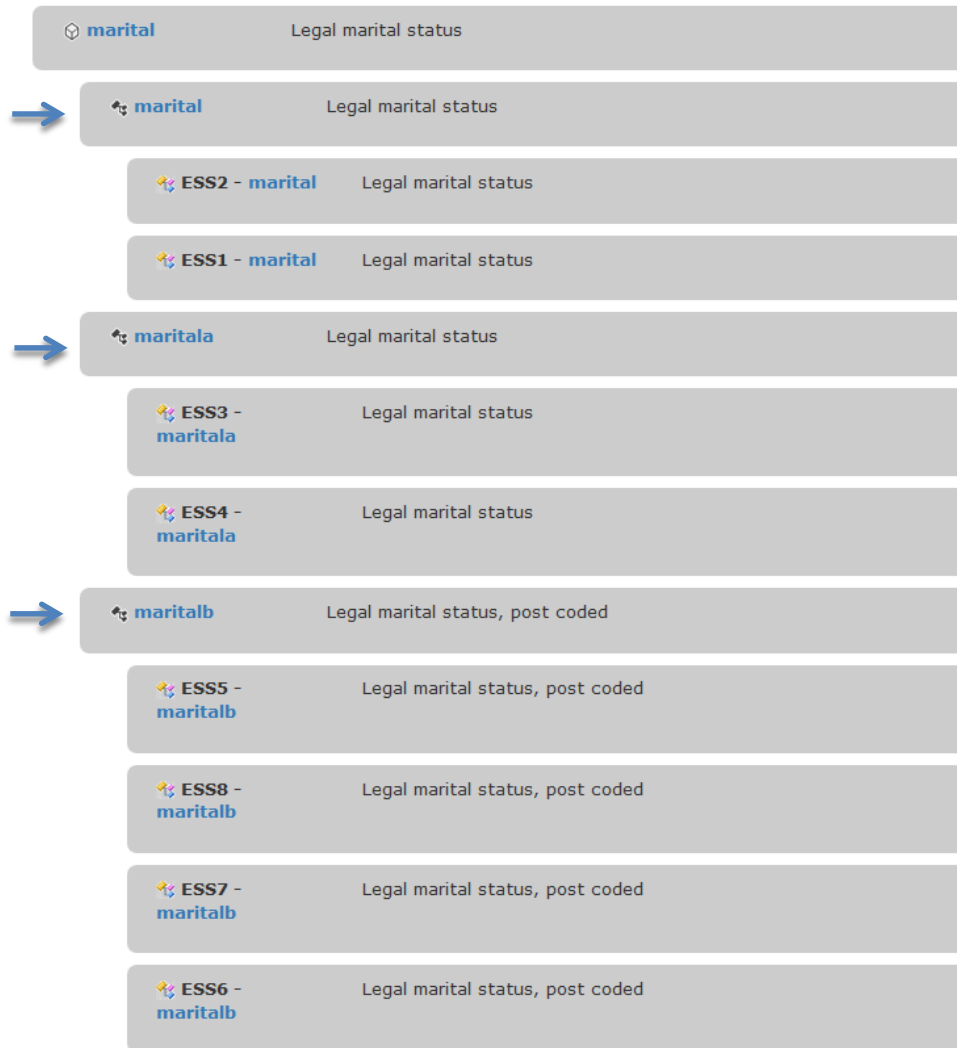 marital Legal marital status
marital Legal marital status
ESS2 - marital Legal marital status
ESS1 - marital Legal marital status
maritala Legal marital status
ESS3 - Legal marital status
maritala
ESS4 - Legal marital status
maritala
maritalb Legal marital status, post coded
ESS5 - Legal marital status, post coded
maritalb
ESS8 - Legal marital status, post coded
maritalb
ESS7 - Legal marital status, post coded
maritalb
ESS6 - Legal marital status, post coded
maritalb